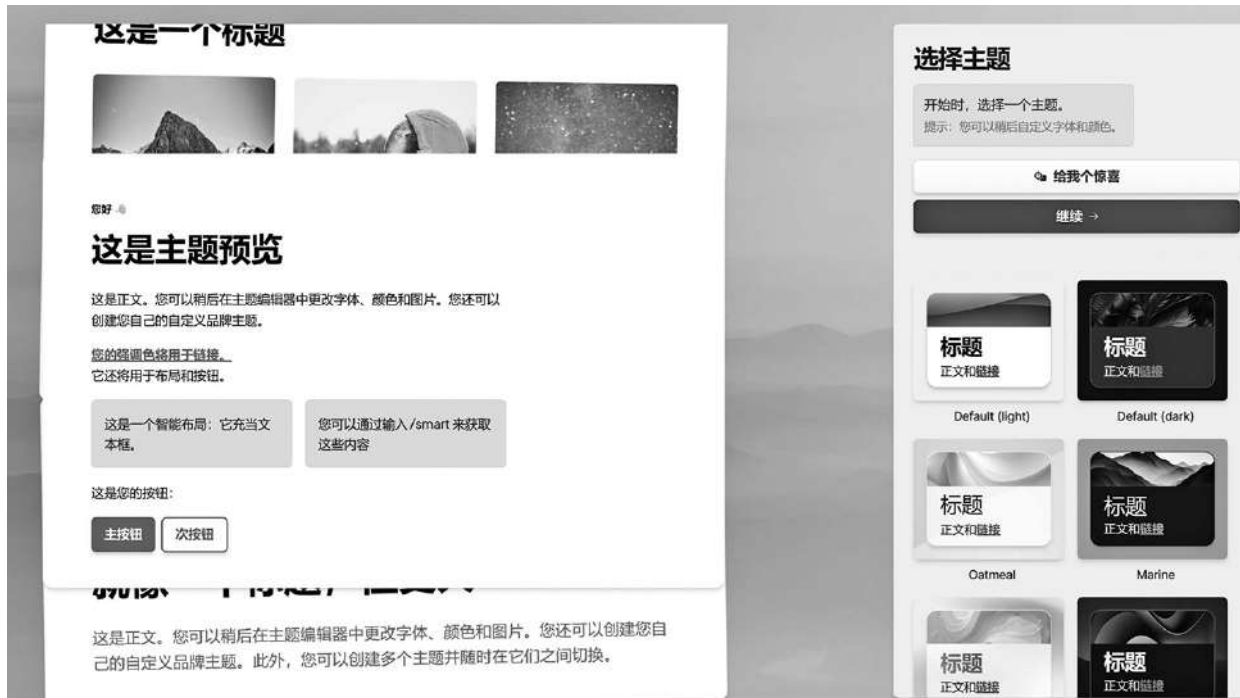 这是一个标题
您好
这是主题预览
这是正文。您可以稍后在主题编辑器中更改字体、颜色和图片。您还可以
创建您自己的自定义品牌主题。
您的强调色将用于链接。
它还将用于布局和按钮。
这是一个智能布局：它充当文
本框。
您可以通过输入 /smart 来获取
这些内容
这是您的按钮：
主按钮
次按钮
这是正文。您可以稍后在主题编辑器中更改字体、颜色和图片。您还可以创建您自
己的自定义品牌主题。此外，您可以创建多个主题并随时在它们之间切换。
选择主题
开始时，选择一个主题。
提示：您可以稍后自定义字体和颜色。
给我个惊喜
继续 →
标题
正文和链接
Default (light)
标题
正文和链接
Default (dark)
标题
正文和链接
Oatmeal
标题
正文和链接
Marine
标题
正文和链接
标题
正文和链接